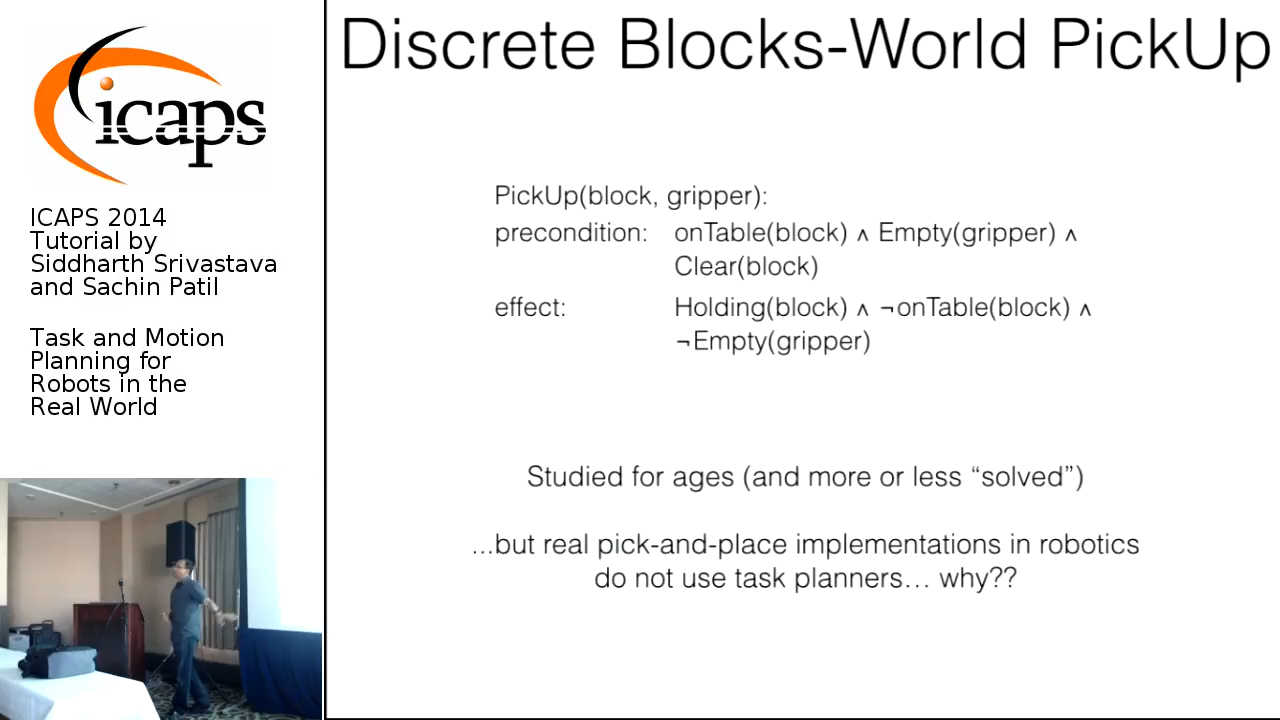 icaps
ICAPS 2014
Tutorial by
Siddharth Srivastava
and Sachin Patil
Task and Motion
Planning for
Robots in the
Real World
Discrete Blocks-World PickUp
PickUp(block, gripper):
precondition: onTable(block) ∧ Empty(gripper) ∧
Clear(block)
effect: Holding(block) ∧ ¬onTable(block) ∧
¬Empty(gripper)
Studied for ages (and more or less “solved”)
...but real pick-and-place implementations in robotics
do not use task planners… why??